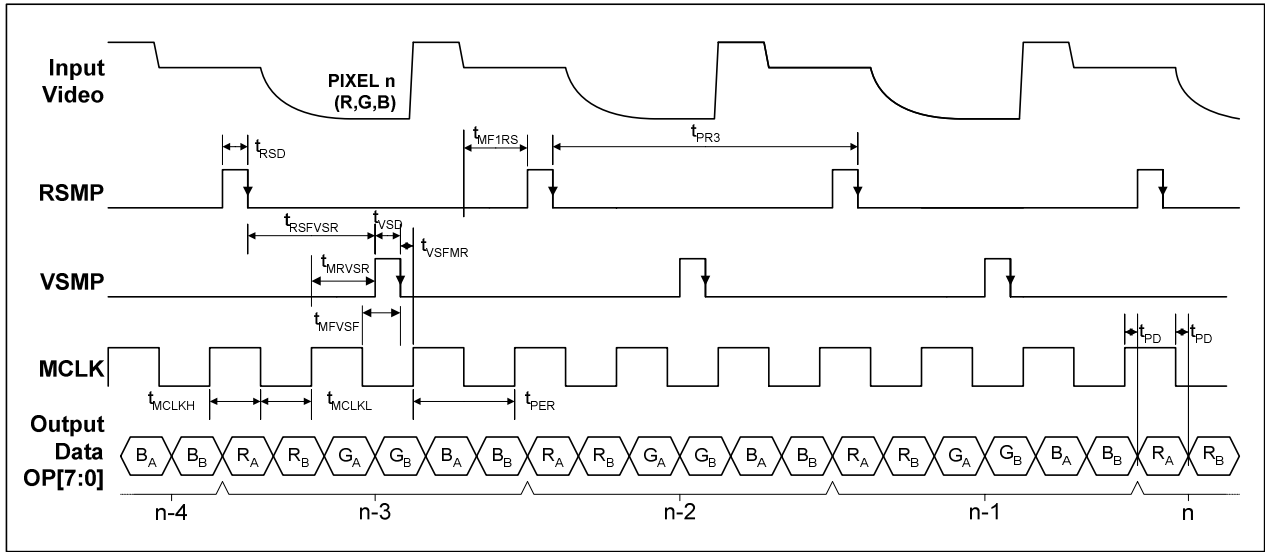 Input
Video
PIXEL n
(R,G,B)
tMF1RS
tPR3
tRSD
RSMP
tRSFVSR
tVSD
tVSFMR
tMRVSR
VSMP
tMFVSF
tPD
tPD
MCLK
tMCLKH
tMCLKL
tPER
Output
Data
OP[7:0]
BA BB RA RB GA GB BA BB RA RB GA GB BA BB RA RB GA GB BA BB RA RB
n-4 n-3 n-2 n-1 n